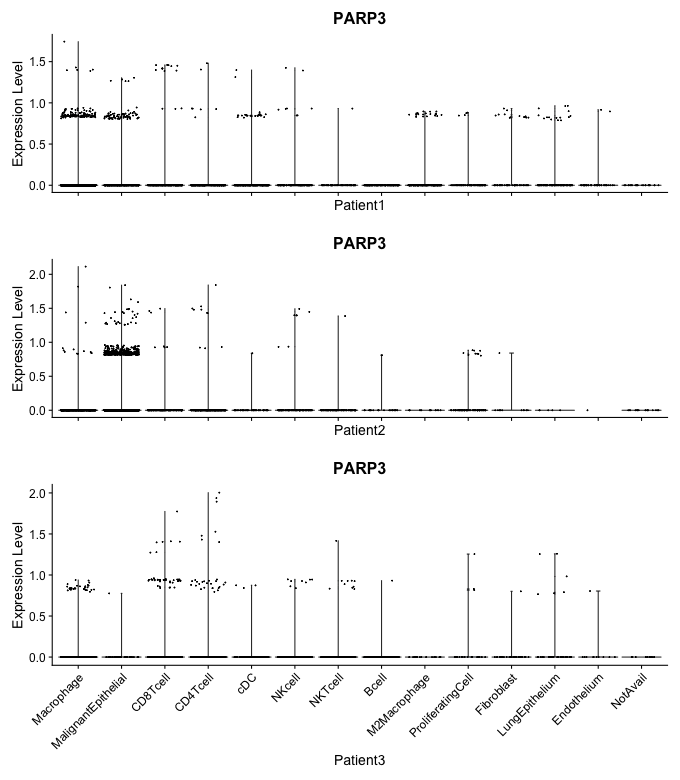 PARP3
Expression Level
1.5
1.0
0.5
0.0
Patient1
PARP3
Expression Level
2.0
1.5
1.0
0.5
0.0
Patient2
PARP3
Expression Level
2.0
1.5
1.0
0.5
0.0
Macrophage
MalignantEpithelial
CD8Tcell
CD4Tcell
cDC
NKcell
NKTcell
Bcell
M2Macrophage
ProliferatingCell
Fibroblast
LungEpithelium
Endothelium
NotAvail
Patient3